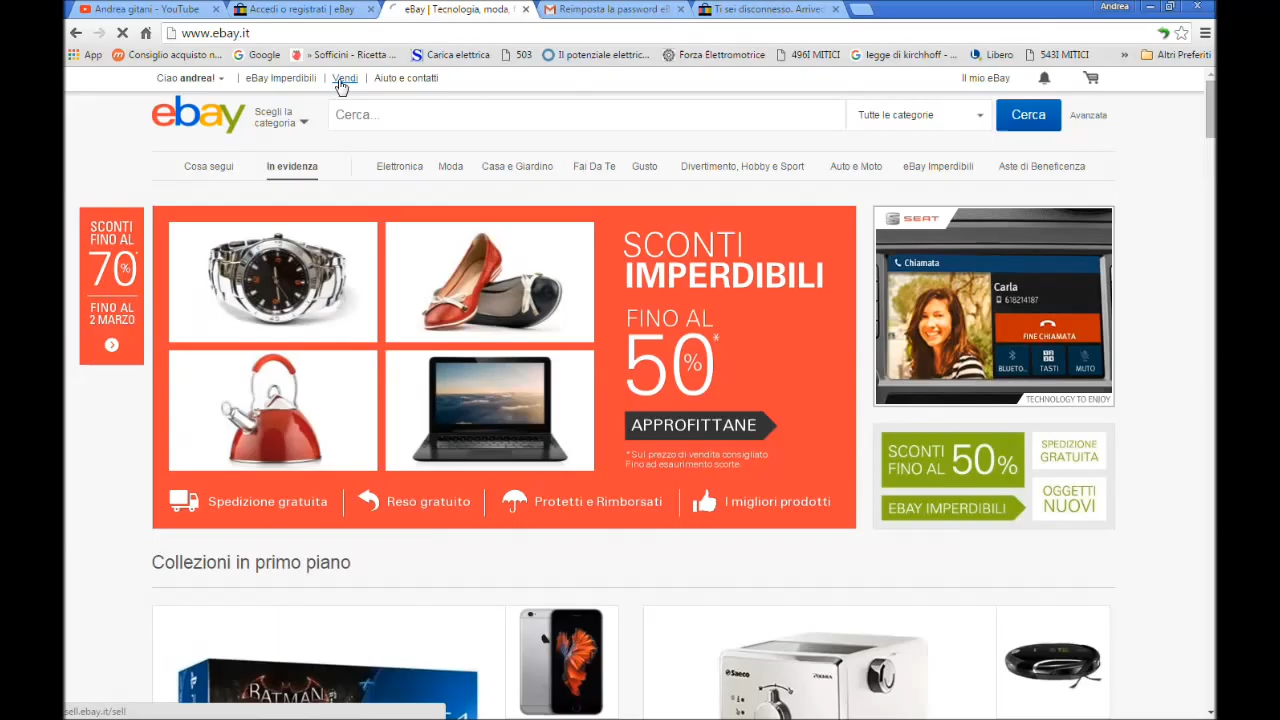 Andrea gitani - YouTube
Accedi o registrati | eBay
eBay | Tecnologia, moda,
Reimposta la password eB
Ti sei disconnesso. Arrive
Andrea
www.ebay.it
App
Consiglio acquisto n...
Google
» Sofficini - Ricetta ...
Carica elettrica
503
Il potenziale elettric...
Forza Elettromotrice
496I MITICI
legge di kirchhoff - ...
Libero
543I MITICI
»
Altri Preferiti
Ciao andrea!
eBay Imperdibili
Vendi
Aiuto e contatti
Il mio eBay
ebay
Scegli la
categoria
Cerca...
Tutte le categorie
Cerca
Avanzata
Cosa segui
In evidenza
Elettronica
Moda
Casa e Giardino
Fai Da Te
Gusto
Divertimento, Hobby e Sport
Auto e Moto
eBay Imperdibili
Aste di Beneficenza
SCONTI
FINO AL
70%*
FINO AL
2 MARZO
SCONTI
IMPERDIBILI
FINO AL
50%*
APPROFITTANE
*Sul prezzo di vendita consigliato
Fino ad esaurimento scorte.
Spedizione gratuita
Reso gratuito
Protetti e Rimborsati
I migliori prodotti
SEAT
Chiamata
Carla
618214187
FINE CHIAMATA
BLUETO...
TASTI
MUTO
TECHNOLOGY TO ENJOY
SCONTI
FINO AL
50%
EBAY IMPERDIBILI
SPEDIZIONE
GRATUITA
OGGETTI
NUOVI
Collezioni in primo piano
BATMAN
Saeco
sell.ebay.it/sell